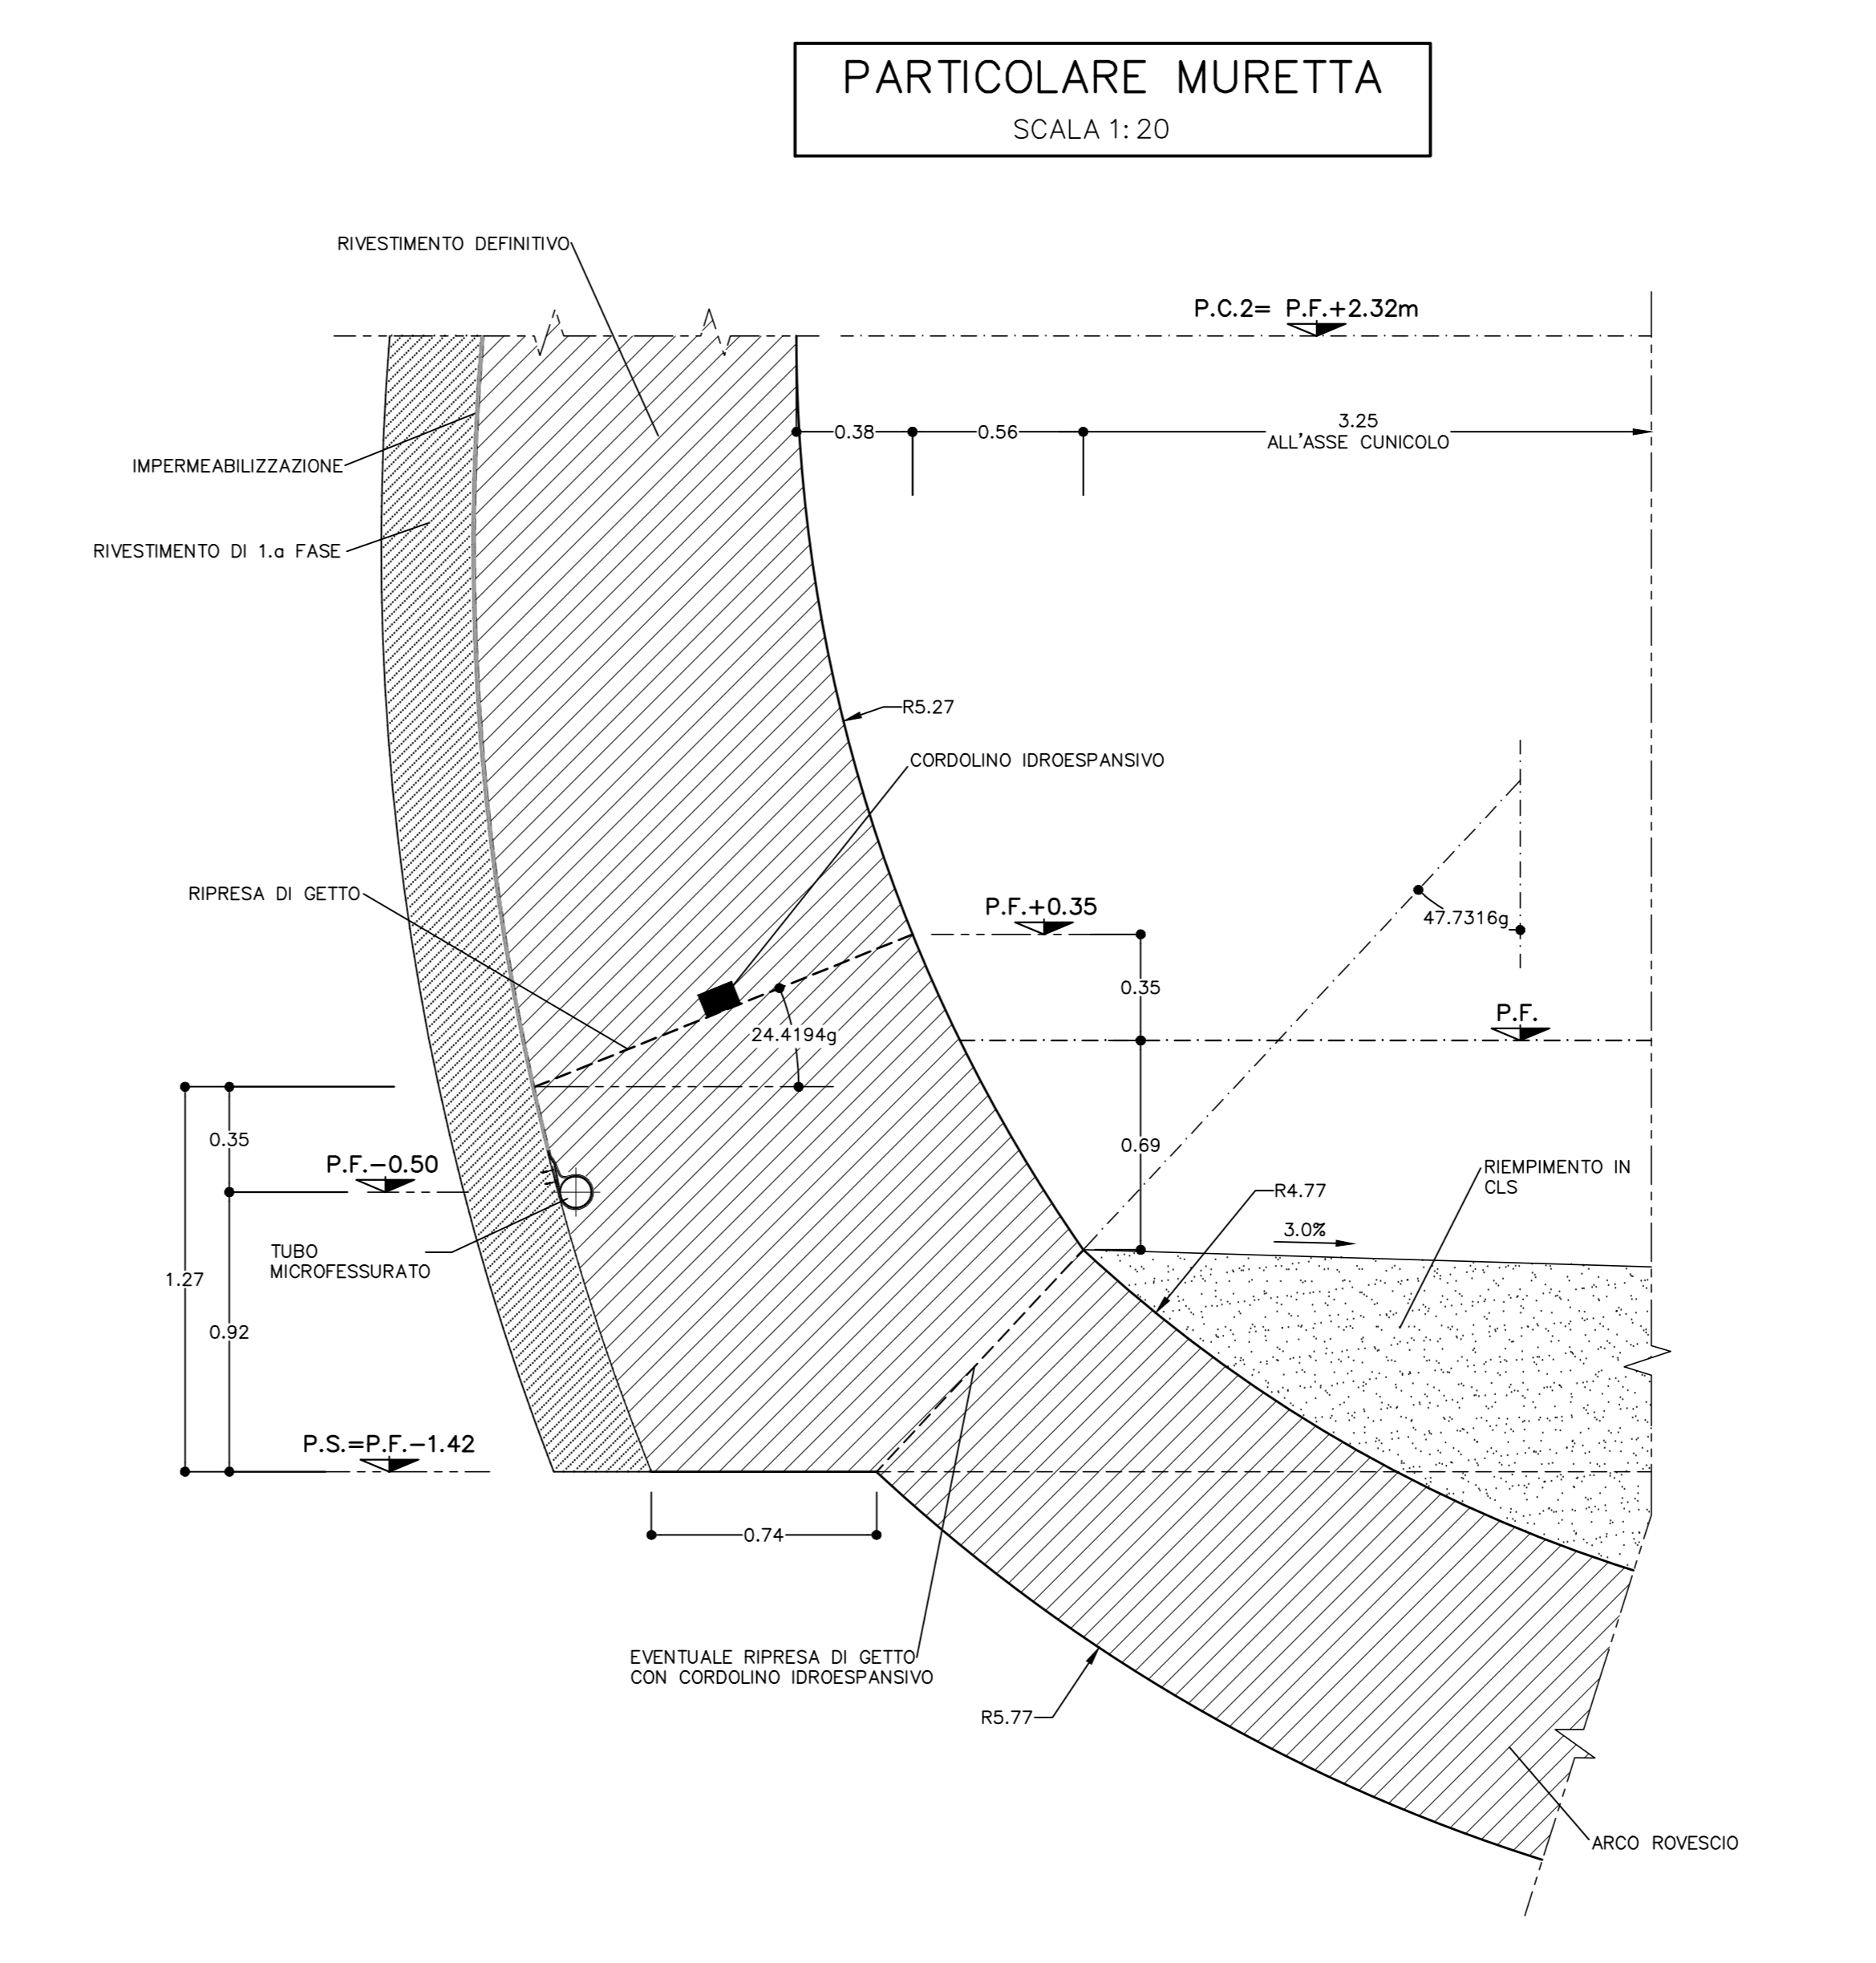 PARTICOLARE MURETTA
SCALA 1:20
RIVESTIMENTO DEFINITIVO
P.C.2= P.F.+2.32m
0.38
0.56
3.25
ALL'ASSE CUNICOLO
IMPERMEABILIZZAZIONE
RIVESTIMENTO DI 1.a FASE
R5.27
CORDOLINO IDROESPANSIVO
RIPRESA DI GETTO
P.F.+0.35
47.7316g
0.35
P.F.
24.4194g
0.35
0.69
P.F.-0.50
RIEMPIMENTO IN
CLS
R4.77
3.0%
TUBO
MICROFESSURATO
1.27
0.92
P.S.=P.F.-1.42
0.74
EVENTUALE RIPRESA DI GETTO
CON CORDOLINO IDROESPANSIVO
R5.77
ARCO ROVESCIO